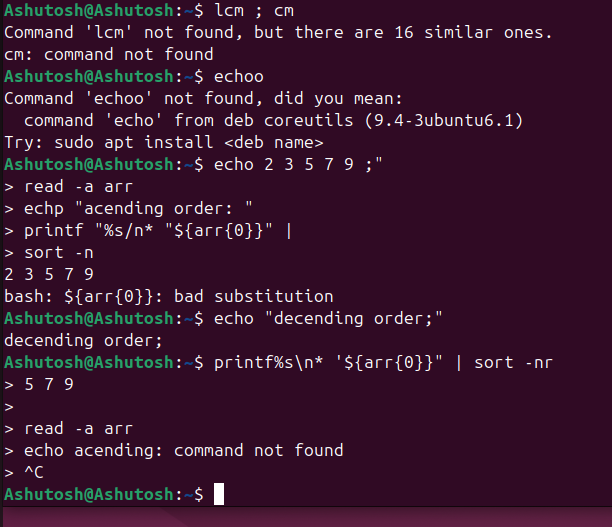 Ashutosh@Ashutosh:~$ lcm ; cm
Command 'lcm' not found, but there are 16 similar ones.
cm: command not found
Ashutosh@Ashutosh:~$ echoo
Command 'echoo' not found, did you mean:
  command 'echo' from deb coreutils (9.4-3ubuntu6.1)
Try: sudo apt install <deb name>
Ashutosh@Ashutosh:~$ echo 2 3 5 7 9 ;"
> read -a arr
> echp "acending order: "
> printf "%s/n* "${arr{0}}" |
> sort -n
2 3 5 7 9
bash: ${arr{0}}: bad substitution
Ashutosh@Ashutosh:~$ echo "decending order;"
decending order;
Ashutosh@Ashutosh:~$ printf%s\n* '${arr{0}}" | sort -nr
> 5 7 9
>
> read -a arr
> echo acending: command not found
> ^C
Ashutosh@Ashutosh:~$